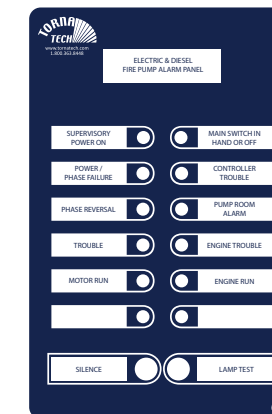 TORNA
TECH
www.tornatech.com
1.800.363.8448
ELECTRIC & DIESEL
FIRE PUMP ALARM PANEL
SUPERVISORY
POWER ON
MAIN SWITCH IN
HAND OR OFF
POWER /
PHASE FAILURE
CONTROLLER
TROUBLE
PHASE REVERSAL
PUMP ROOM
ALARM
TROUBLE
ENGINE TROUBLE
MOTOR RUN
ENGINE RUN
SILENCE
LAMP TEST